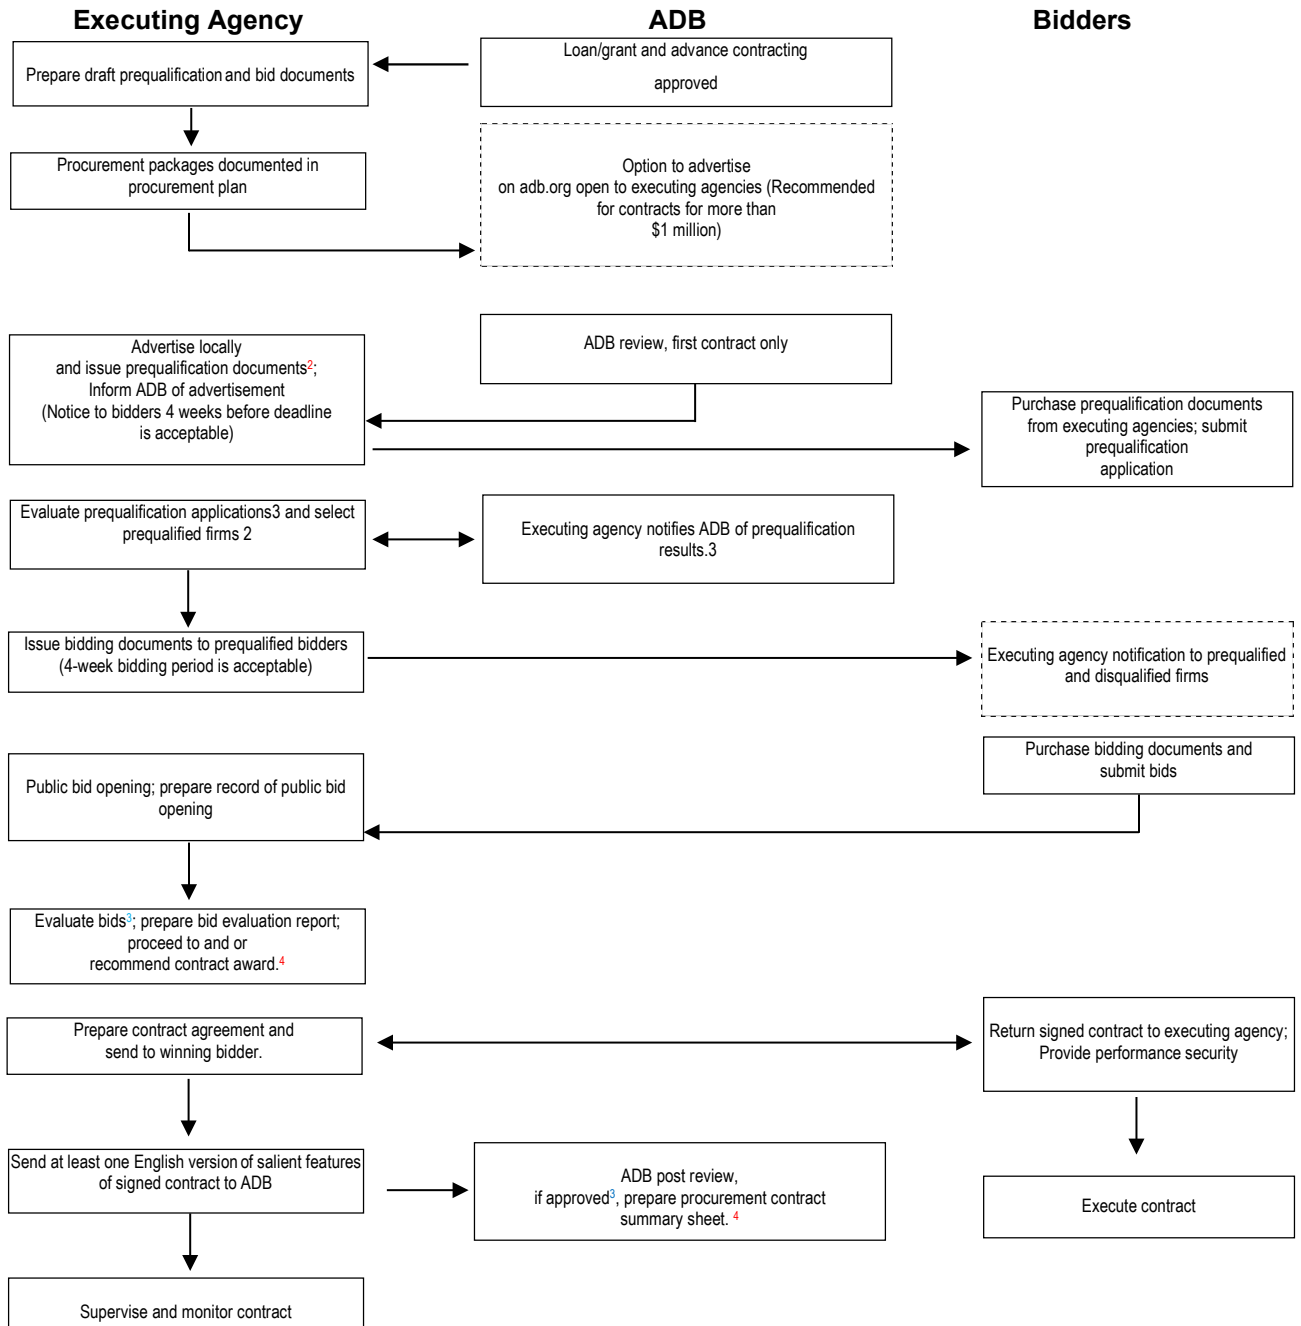 Executing Agency
ADB
Bidders
Prepare draft prequalification and bid documents
Loan/grant and advance contracting
approved
Procurement packages documented in
procurement plan
Option to advertise
on adb.org open to executing agencies (Recommended
for contracts for more than
$1 million)
Advertise locally
and issue prequalification documents2;
Inform ADB of advertisement
(Notice to bidders 4 weeks before deadline
is acceptable)
ADB review, first contract only
Purchase prequalification documents
from executing agencies; submit
prequalification
application
Evaluate prequalification applications3 and select
prequalified firms 2
Executing agency notifies ADB of prequalification
results.3
Issue bidding documents to prequalified bidders
(4-week bidding period is acceptable)
Executing agency notification to prequalified
and disqualified firms
Purchase bidding documents and
submit bids
Public bid opening; prepare record of public bid
opening
Evaluate bids3; prepare bid evaluation report;
proceed to and or
recommend contract award.4
Prepare contract agreement and
send to winning bidder.
Return signed contract to executing agency;
Provide performance security
Send at least one English version of salient features
of signed contract to ADB
ADB post review,
if approved3, prepare procurement contract
summary sheet. 4
Execute contract
Supervise and monitor contract